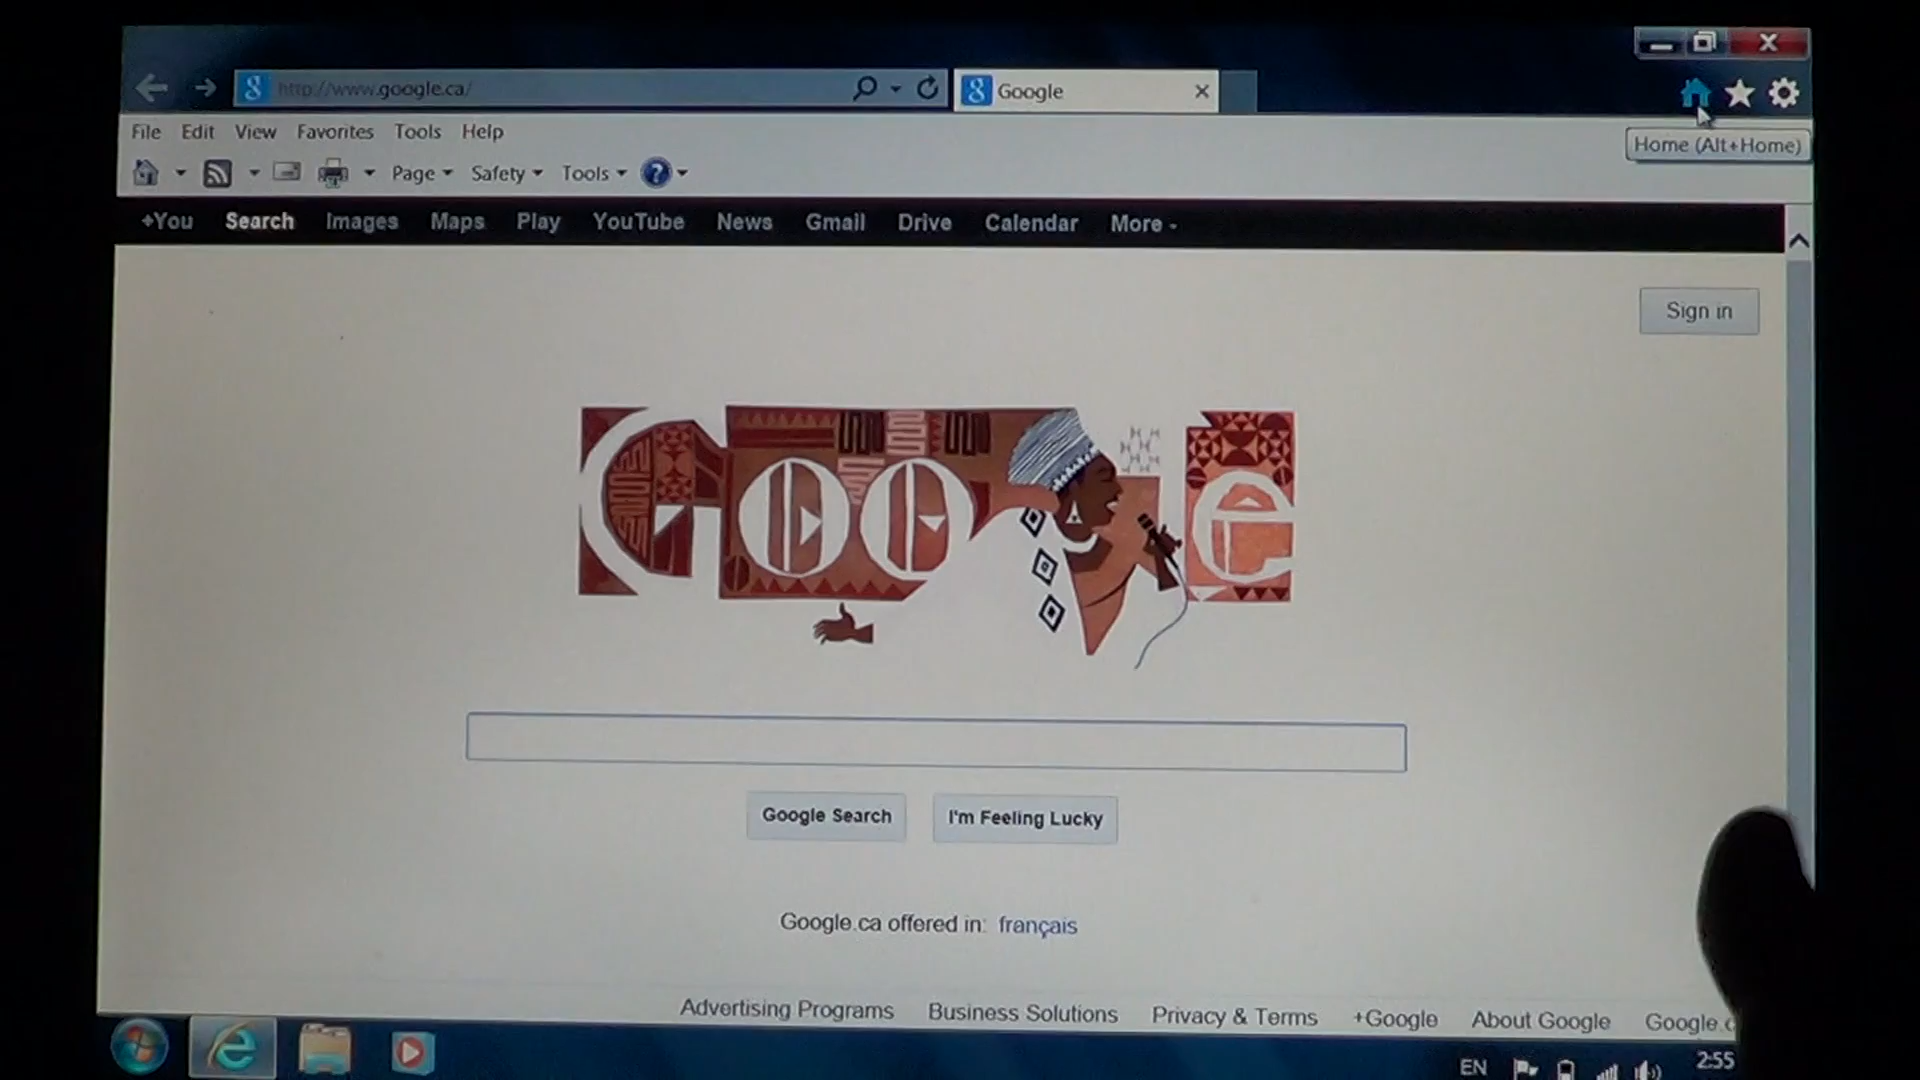 http://www.google.ca/
Google
Home (Alt+Home)
File Edit View Favorites Tools Help
Page Safety Tools
+You Search Images Maps Play YouTube News Gmail Drive Calendar More
Sign in
Goo e
Google Search I'm Feeling Lucky
Google.ca offered in: français
Advertising Programs Business Solutions Privacy & Terms +Google About Google
EN 2:55